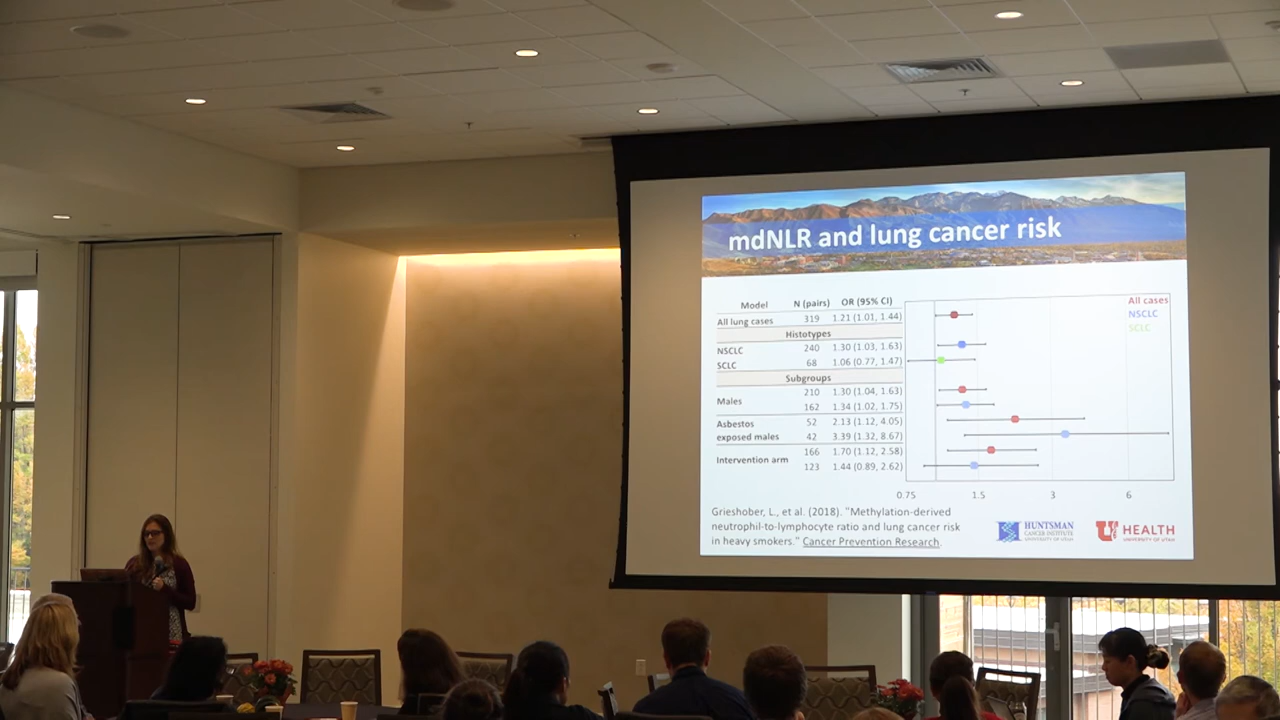 mdNLR and lung cancer risk
Model N (pairs) OR (95% CI)
All lung cases 319 1.21 (1.01, 1.44)
Histotypes
NSCLC 240 1.30 (1.03, 1.63)
SCLC 68 1.06 (0.77, 1.47)
Subgroups
Males 210 1.30 (1.04, 1.63)
162 1.34 (1.02, 1.75)
Asbestos 52 2.13 (1.12, 4.05)
exposed males 42 3.39 (1.32, 8.67)
Intervention arm 166 1.70 (1.12, 2.58)
123 1.44 (0.89, 2.62)
All cases
NSCLC
SCLC
0.75 1.5 3 6
Grieshober, L., et al. (2018). "Methylation-derived
neutrophil-to-lymphocyte ratio and lung cancer risk
in heavy smokers." Cancer Prevention Research.
HUNTSMAN
CANCER INSTITUTE
UNIVERSITY OF UTAH
U HEALTH
UNIVERSITY OF UTAH